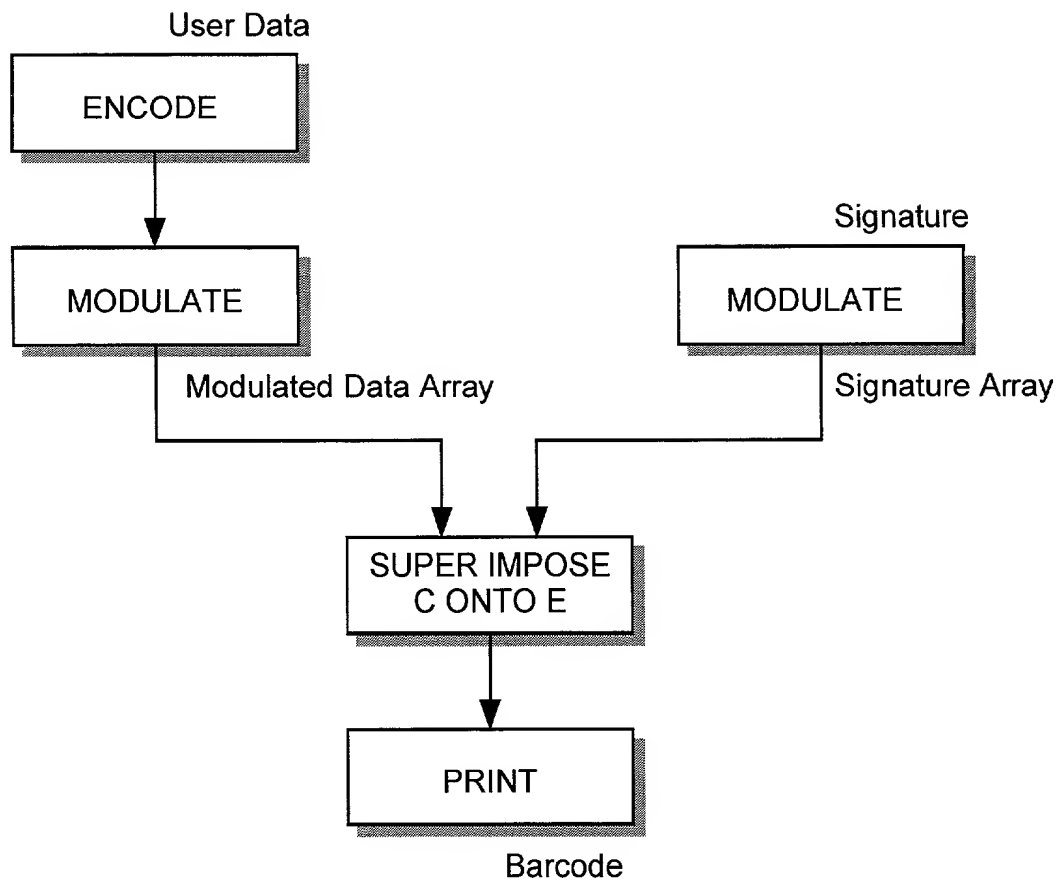 User Data
ENCODE
MODULATE
Signature
MODULATE
Modulated Data Array
Signature Array
SUPER IMPOSE
C ONTO E
PRINT
Barcode